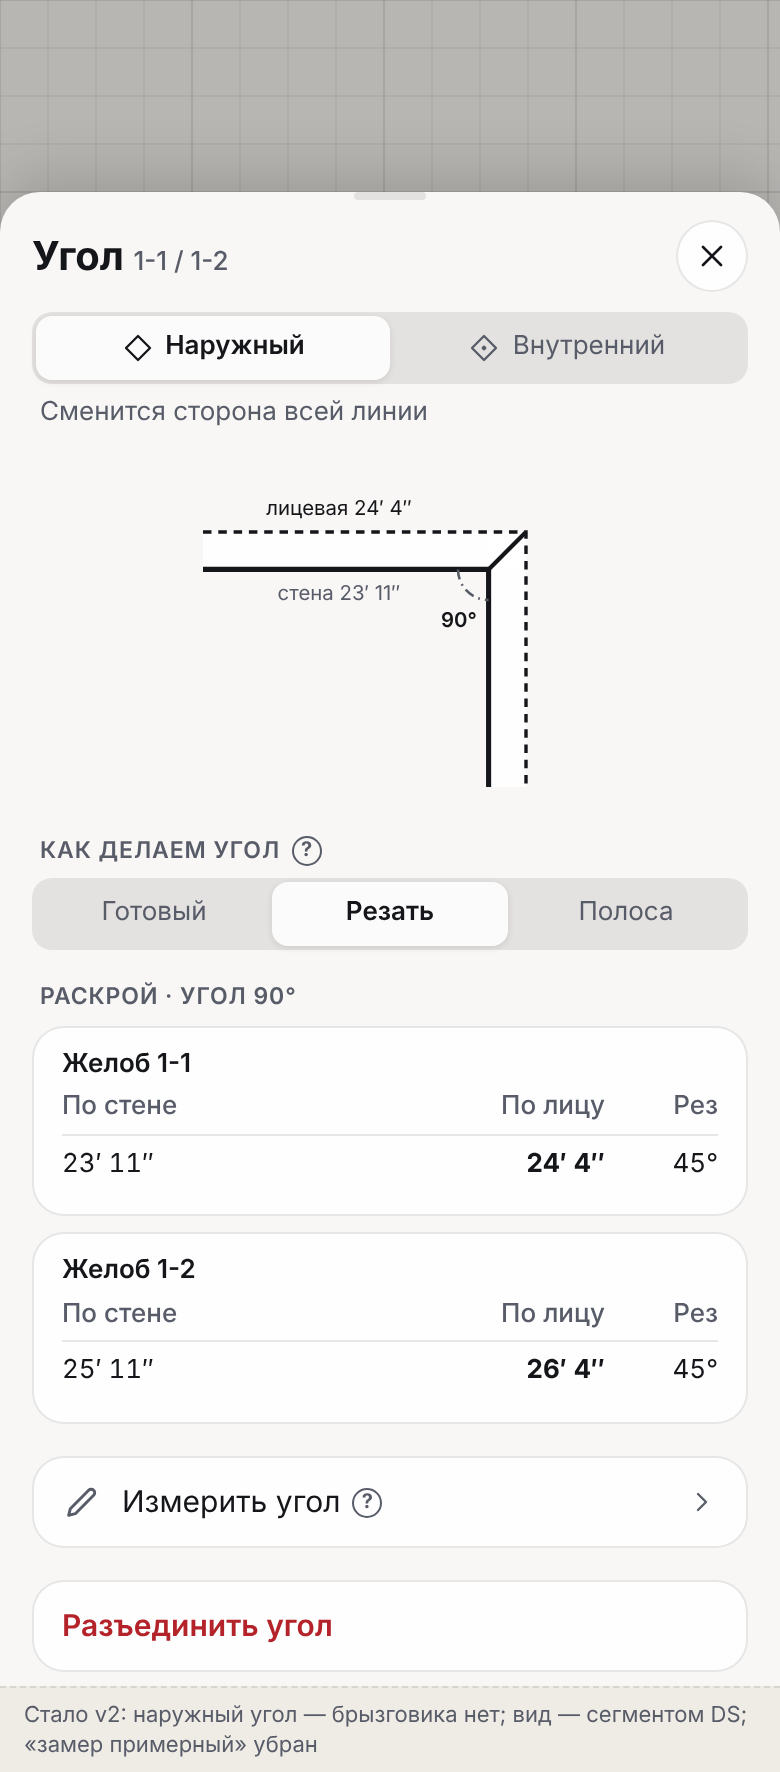 Угол 1-1 / 1-2
Наружный
Внутренний
Сменится сторона всей линии
лицевая 24′ 4″
стена 23′ 11″
90°
КАК ДЕЛАЕМ УГОЛ ?
Готовый
Резать
Полоса
РАСКРОЙ · УГОЛ 90°
Желоб 1-1
По стене По лицу Рез
23′ 11″ 24′ 4″ 45°
Желоб 1-2
По стене По лицу Рез
25′ 11″ 26′ 4″ 45°
Измерить угол ?
Разъединить угол
Стало v2: наружный угол — брызговика нет; вид — сегментом DS;
«замер примерный» убран